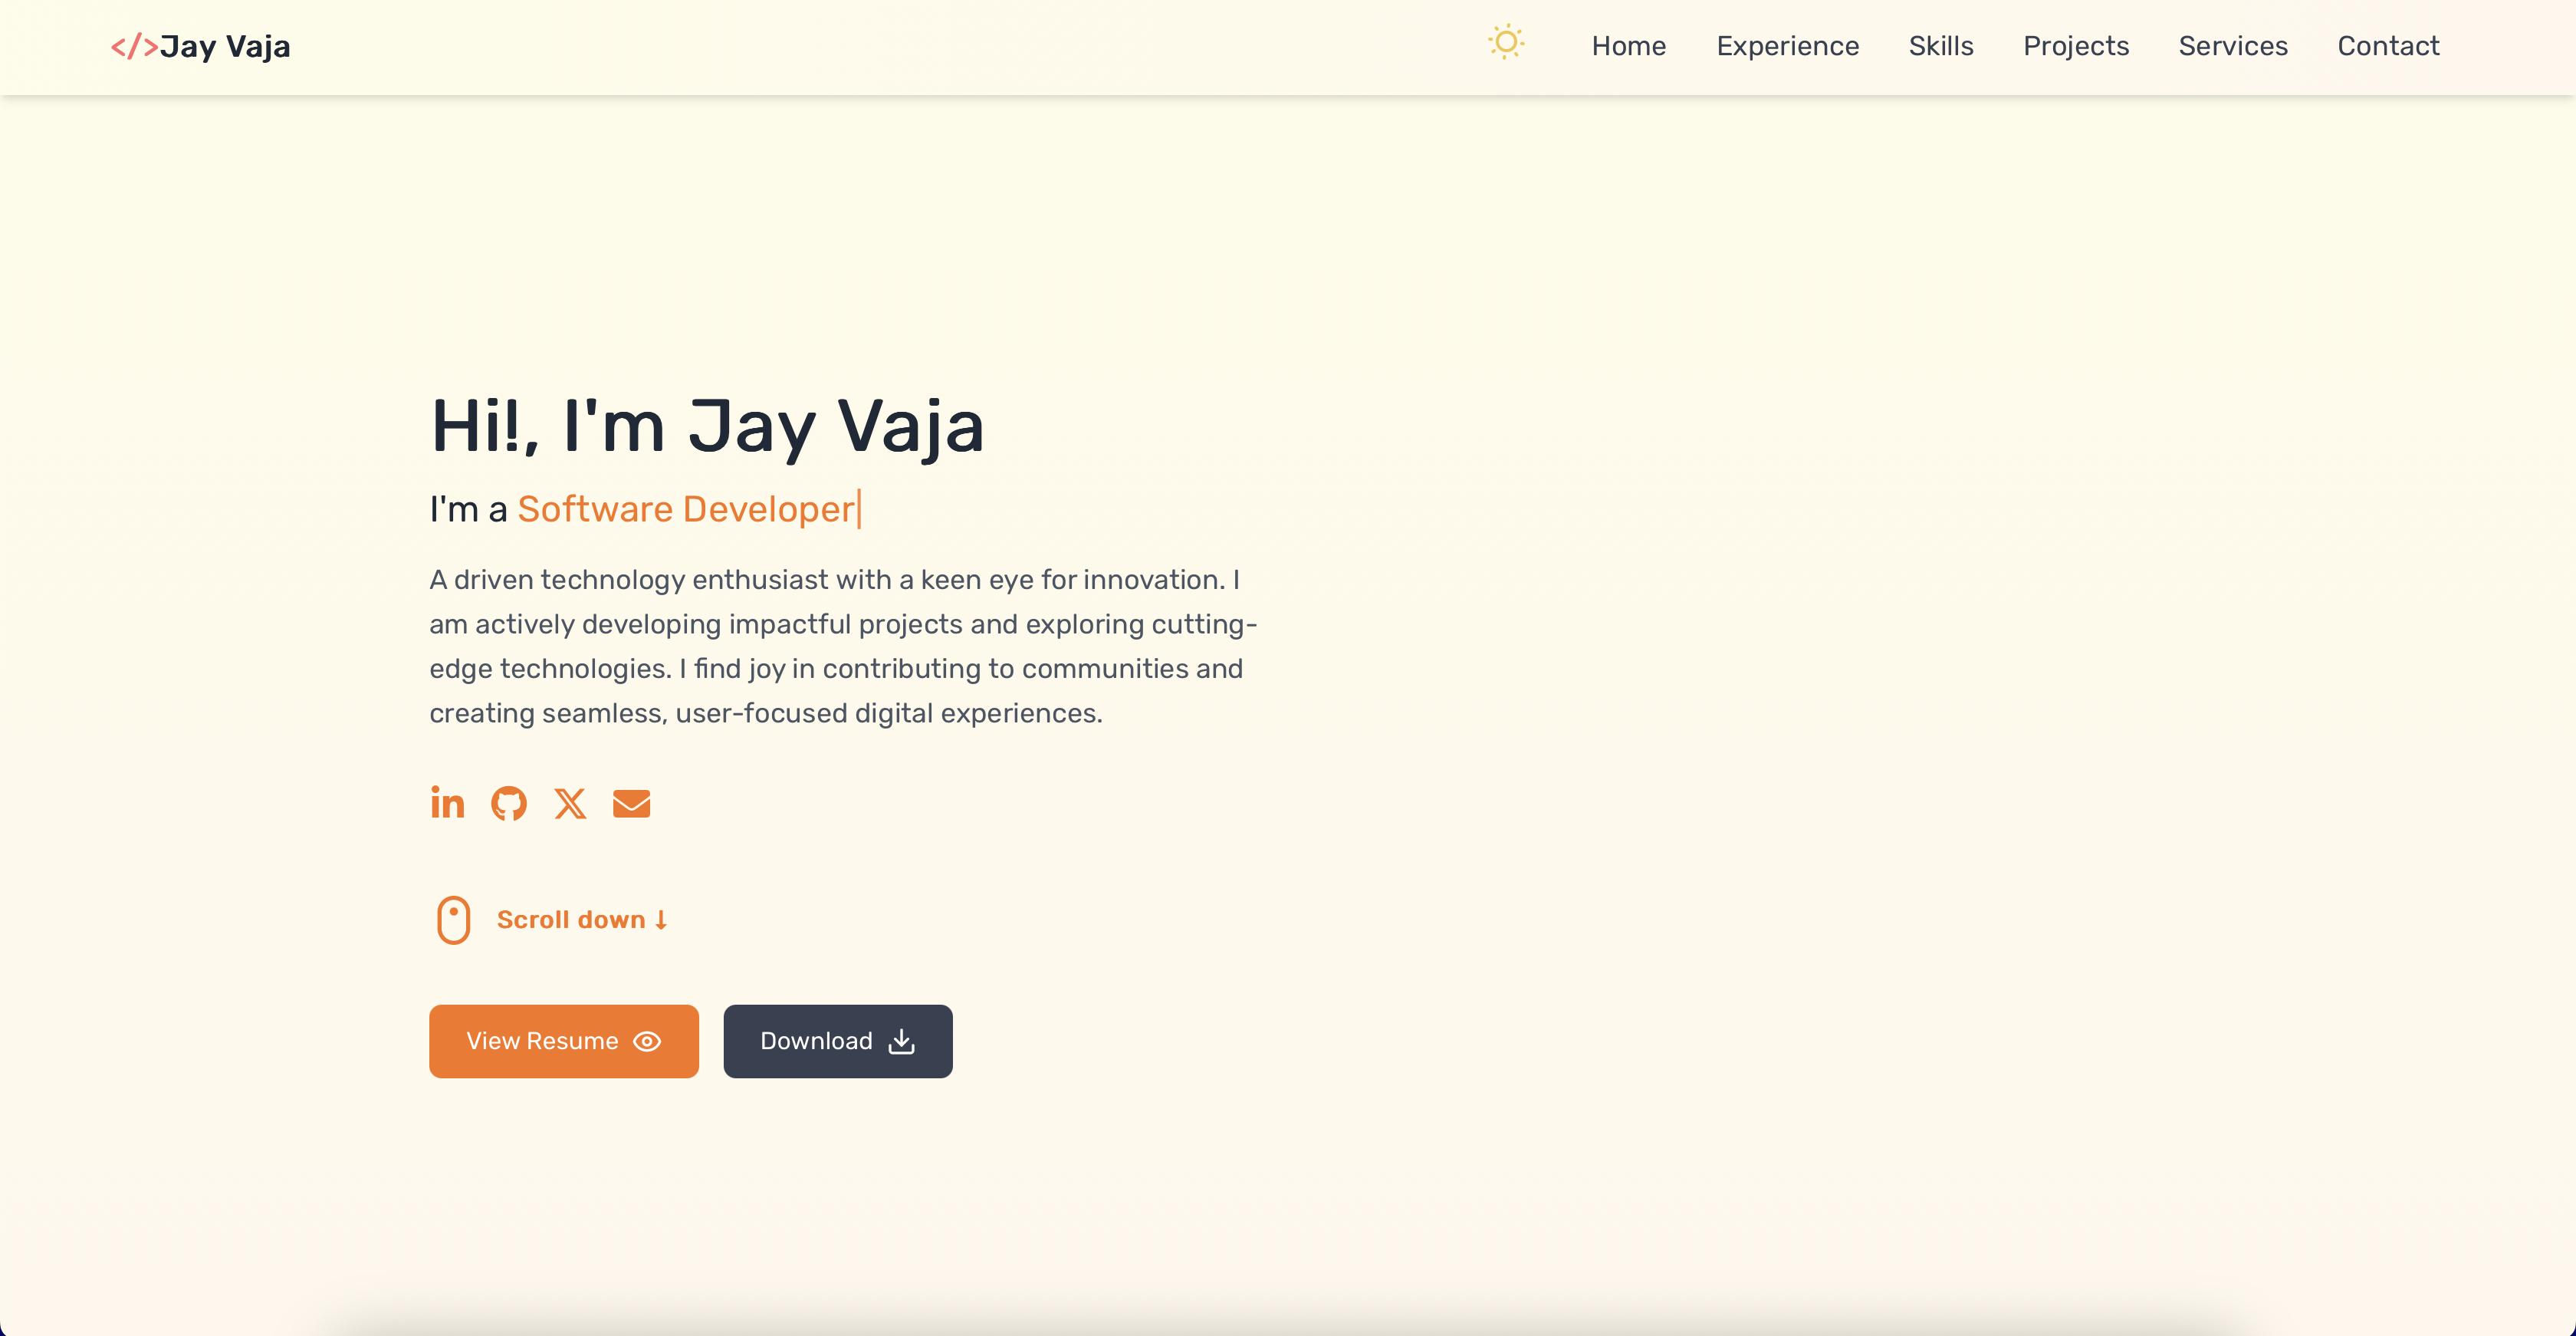 </>Jay Vaja
Home Experience Skills Projects Services Contact
Hi!, I'm Jay Vaja
I'm a Software Developer
A driven technology enthusiast with a keen eye for innovation. I
am actively developing impactful projects and exploring cutting-
edge technologies. I find joy in contributing to communities and
creating seamless, user-focused digital experiences.
in
X
Scroll down ↓
View Resume
Download